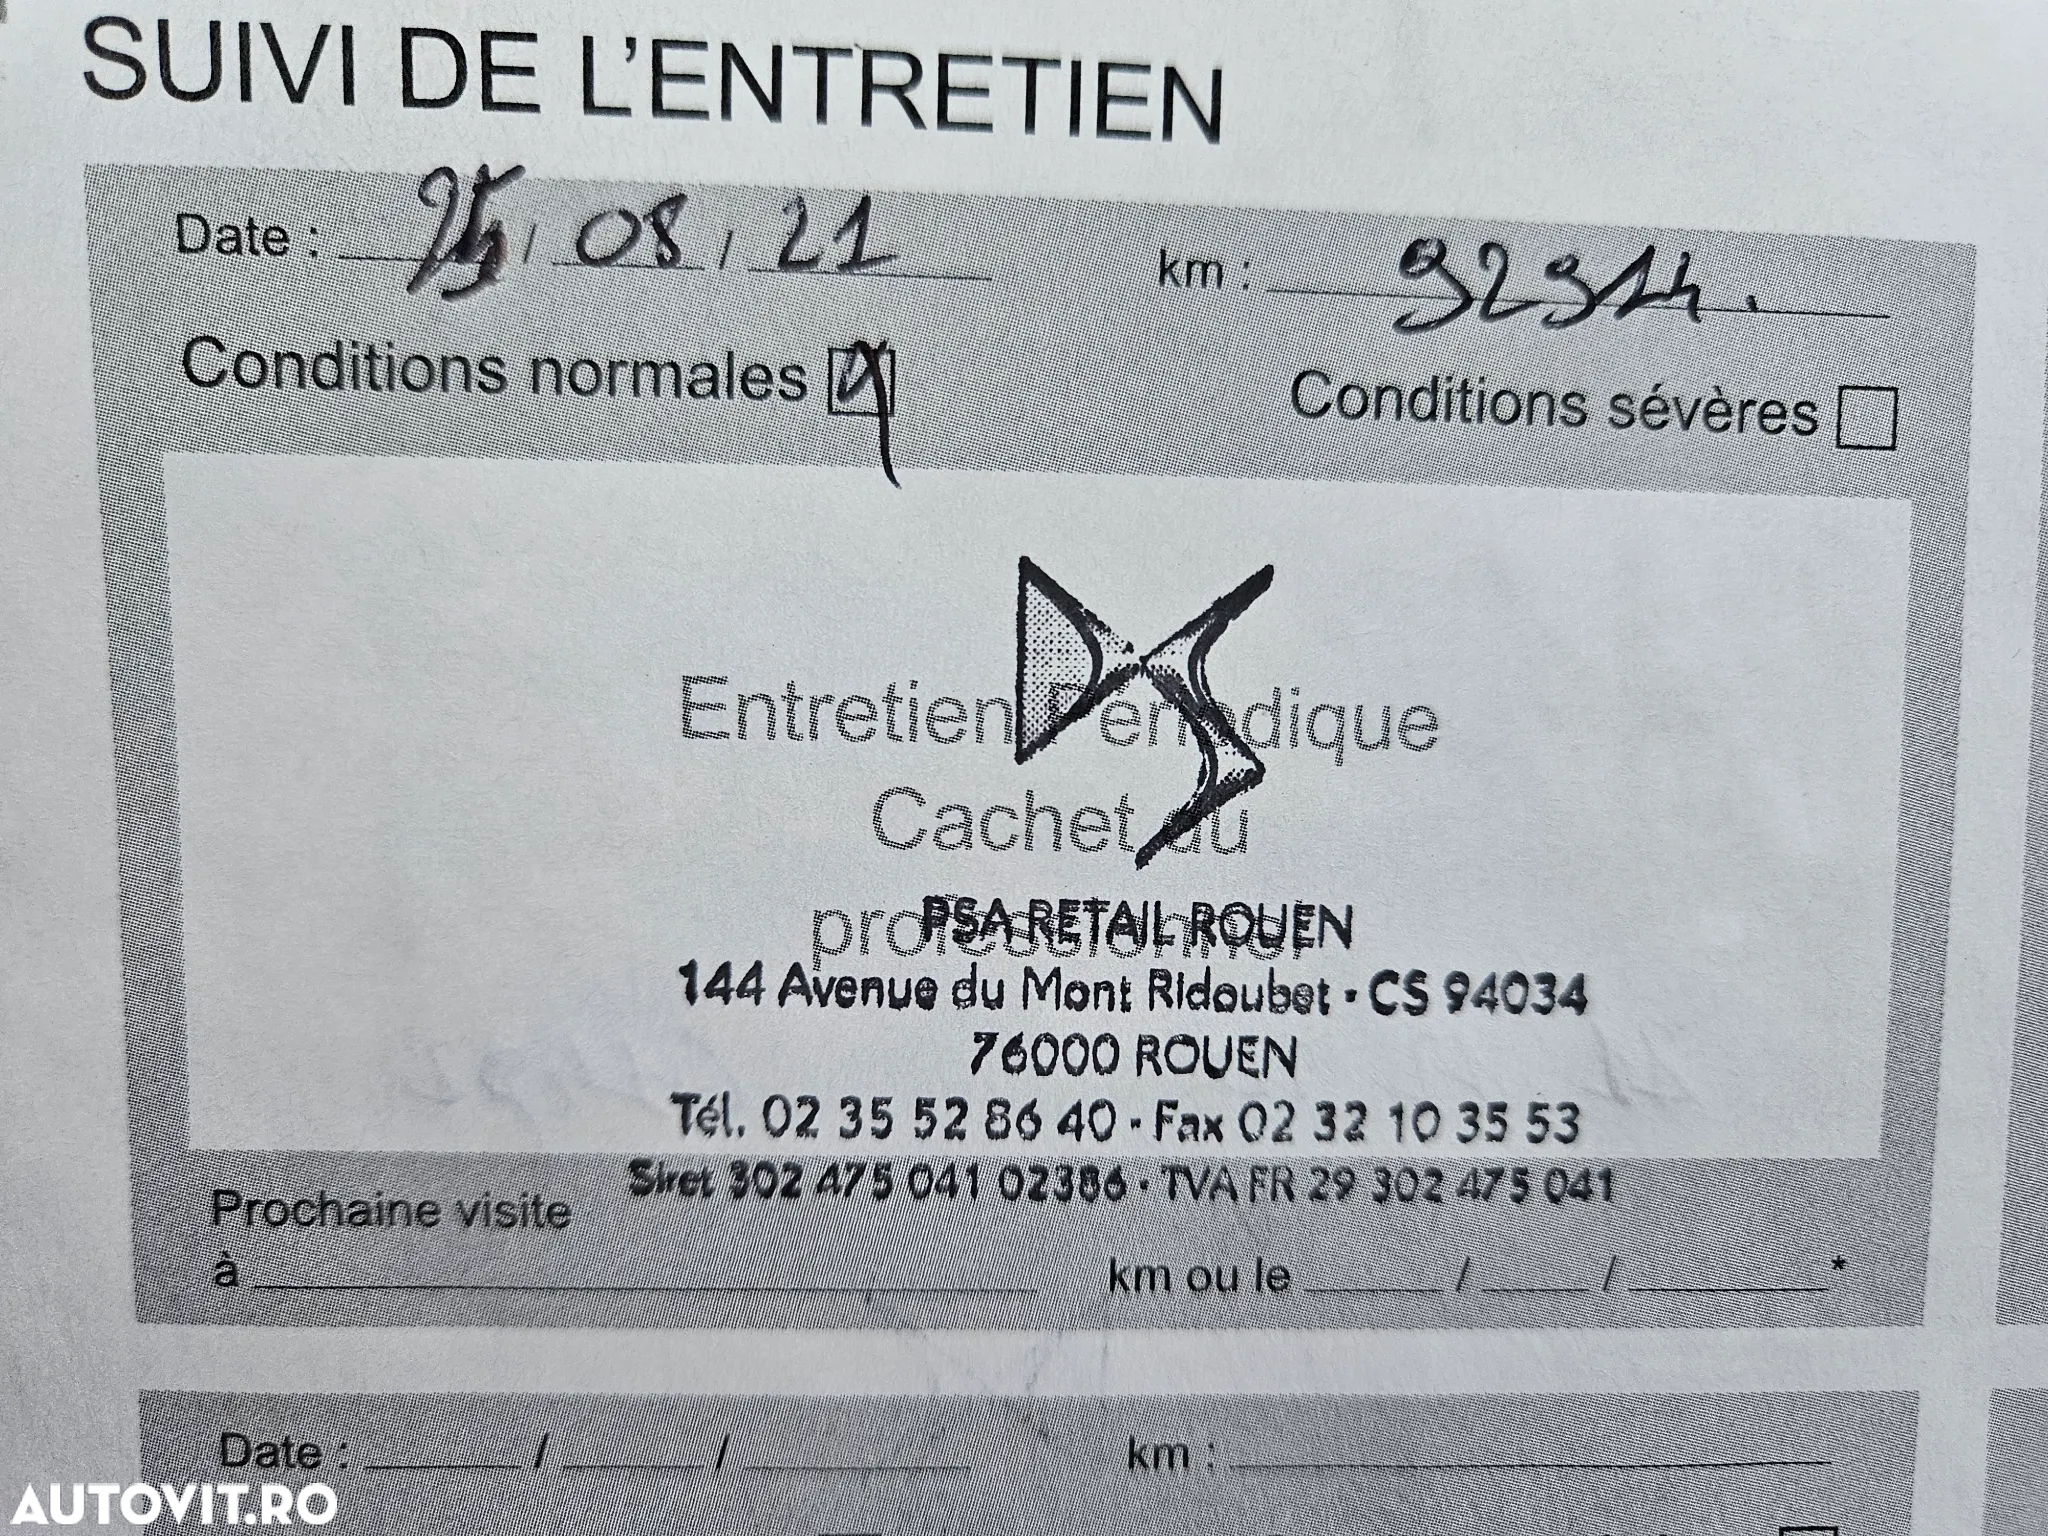 SUIVI DE L'ENTRETIEN
Date : 25 / 08 / 21 km : 92914.
Conditions normales Conditions sévères
DS
Entretien Périodique
Cachet du
professionnel
PSA RETAIL ROUEN
144 Avenue du Mont Riboudet - CS 94034
76000 ROUEN
Tél. 02 35 52 86 40 - Fax 02 32 10 35 53
Siret 302 475 041 02386 - TVA FR 29 302 475 041
Prochaine visite
à km ou le / / *
Date : / / km :
AUTOVIT.RO